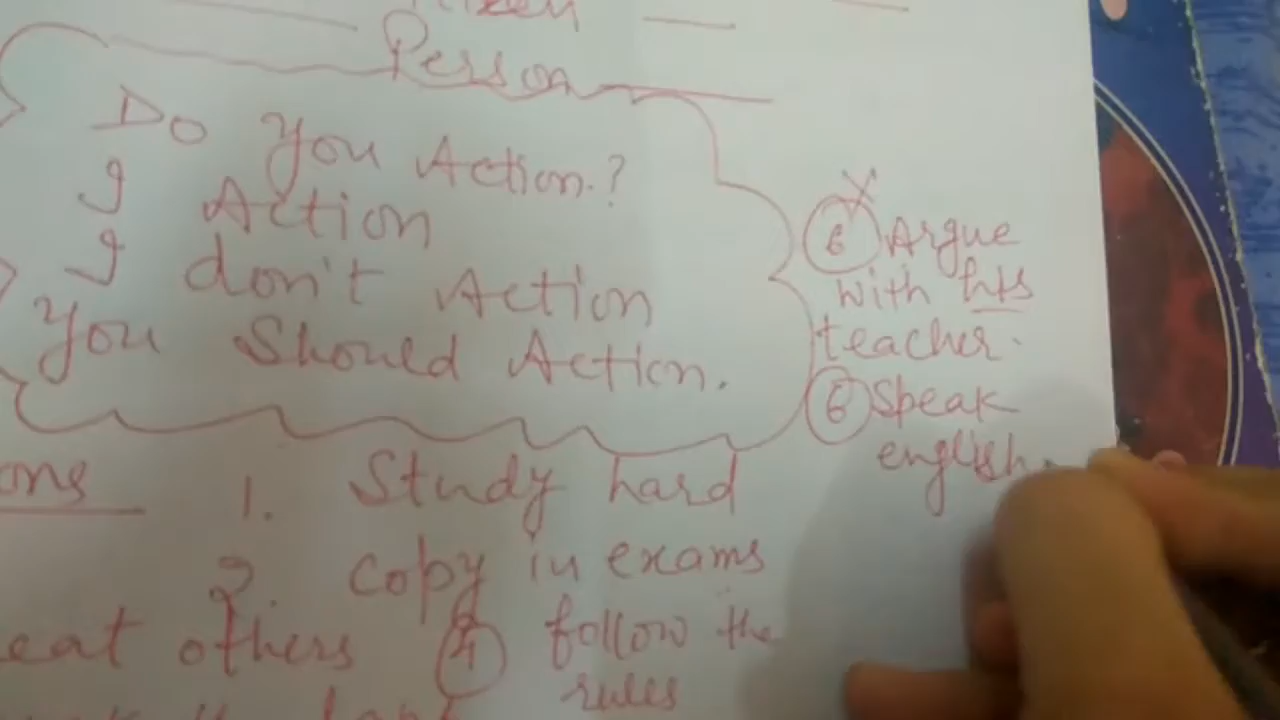 Person
Do you Action.?
I Action
I don't Action
You Should Action.
6 Argue
with his
teacher.
6 Speak
english.
ons
1. Study hard
2. copy in exams
eat others 4 follow the
rules